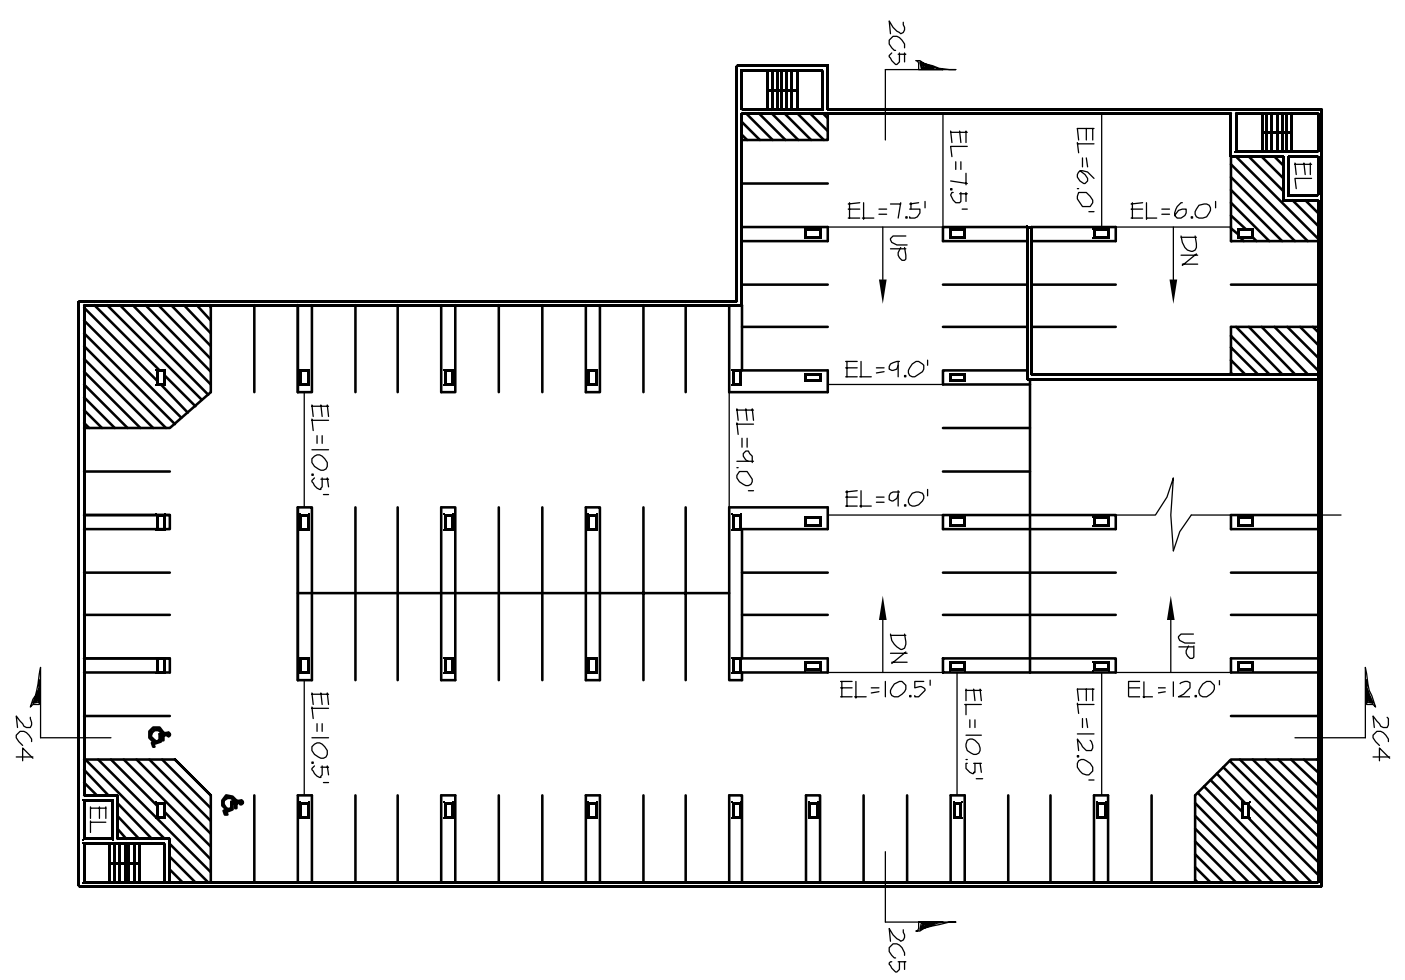 2C5
EL
EL=7.5'
EL=6.0'
EL=7.5'
EL=6.0'
UP
DN
EL=9.0'
EL=10.5'
EL=9.0'
EL=9.0'
DN
UP
EL=10.5'
EL=12.0'
EL=10.5'
EL=10.5'
EL=12.0'
2C4
2C4
EL
2C5